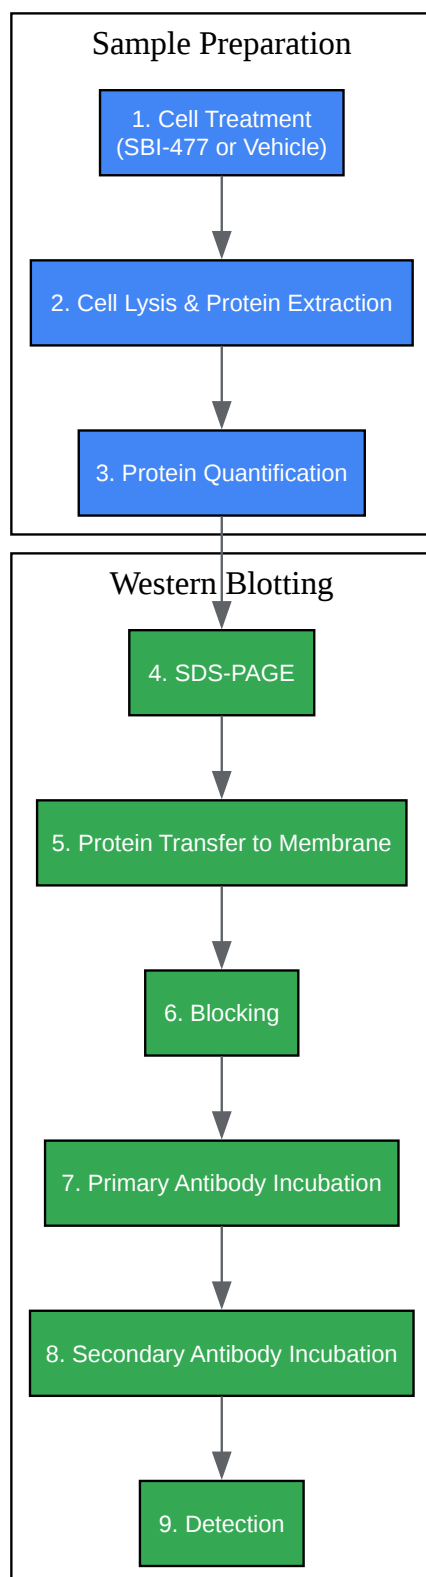 Sample Preparation
1. Cell Treatment
(SBI-477 or Vehicle)
2. Cell Lysis & Protein Extraction
3. Protein Quantification
Western Blotting
4. SDS-PAGE
5. Protein Transfer to Membrane
6. Blocking
7. Primary Antibody Incubation
8. Secondary Antibody Incubation
9. Detection